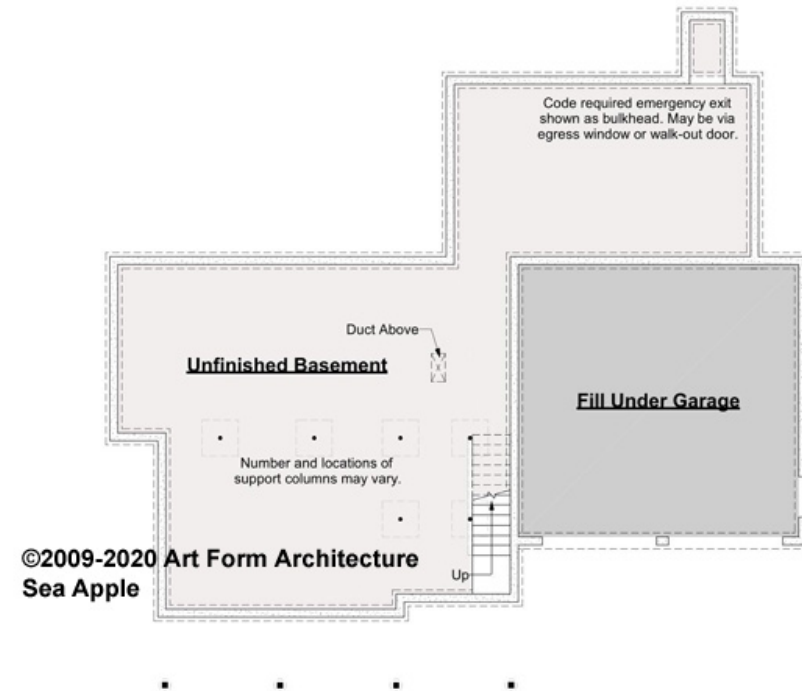 Code required emergency exit
shown as bulkhead. May be via
egress window or walk-out door.
Duct Above
Unfinished Basement
Fill Under Garage
Number and locations of
support columns may vary.
©2009-2020 Art Form Architecture
Sea Apple
Up